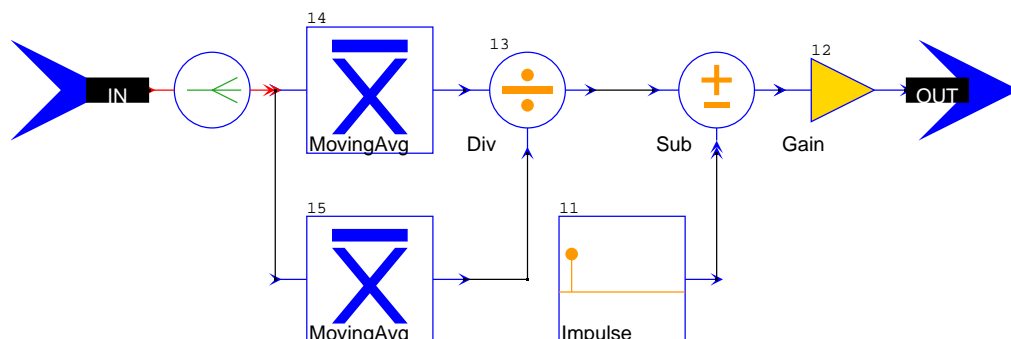 14
13
12
IN
OUT
MovingAvg
Div
Sub
Gain
15
11
MovingAvg
Impulse